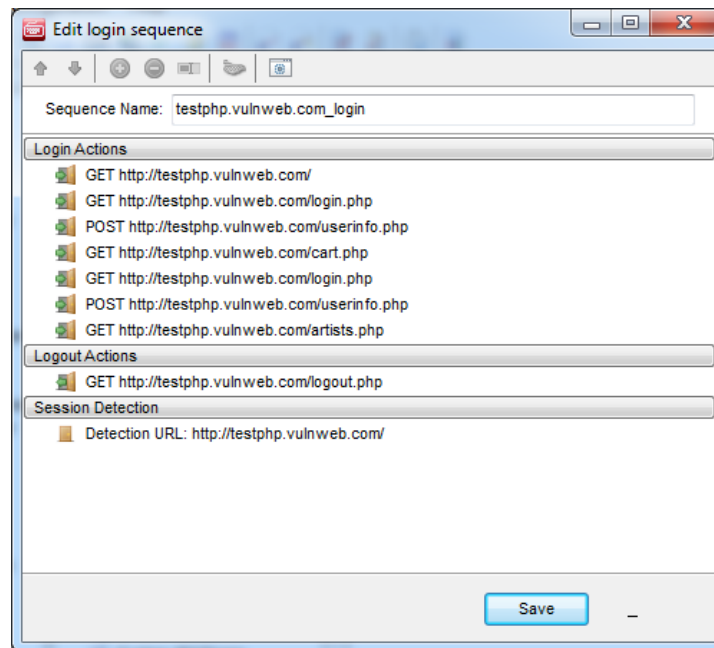 Edit login sequence
Sequence Name: testphp.vulnweb.com_login
Login Actions
GET http://testphp.vulnweb.com/
GET http://testphp.vulnweb.com/login.php
POST http://testphp.vulnweb.com/userinfo.php
GET http://testphp.vulnweb.com/cart.php
GET http://testphp.vulnweb.com/login.php
POST http://testphp.vulnweb.com/userinfo.php
GET http://testphp.vulnweb.com/artists.php
Logout Actions
GET http://testphp.vulnweb.com/logout.php
Session Detection
Detection URL: http://testphp.vulnweb.com/
Save